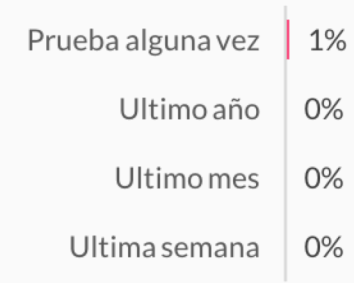 Prueba alguna vez 1%
Ultimo año 0%
Ultimo mes 0%
Ultima semana 0%